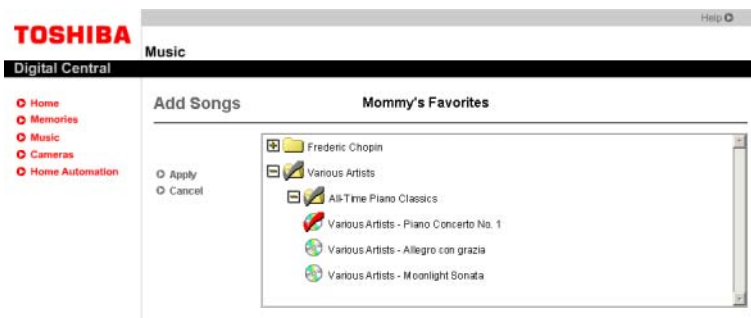 Help
TOSHIBA
Music
Digital Central
Home
Memories
Music
Cameras
Home Automation
Add Songs
Mommy's Favorites
Apply
Cancel
Frederic Chopin
Various Artists
All-Time Piano Classics
Various Artists - Piano Concerto No. 1
Various Artists - Allegro con grazia
Various Artists - Moonlight Sonata